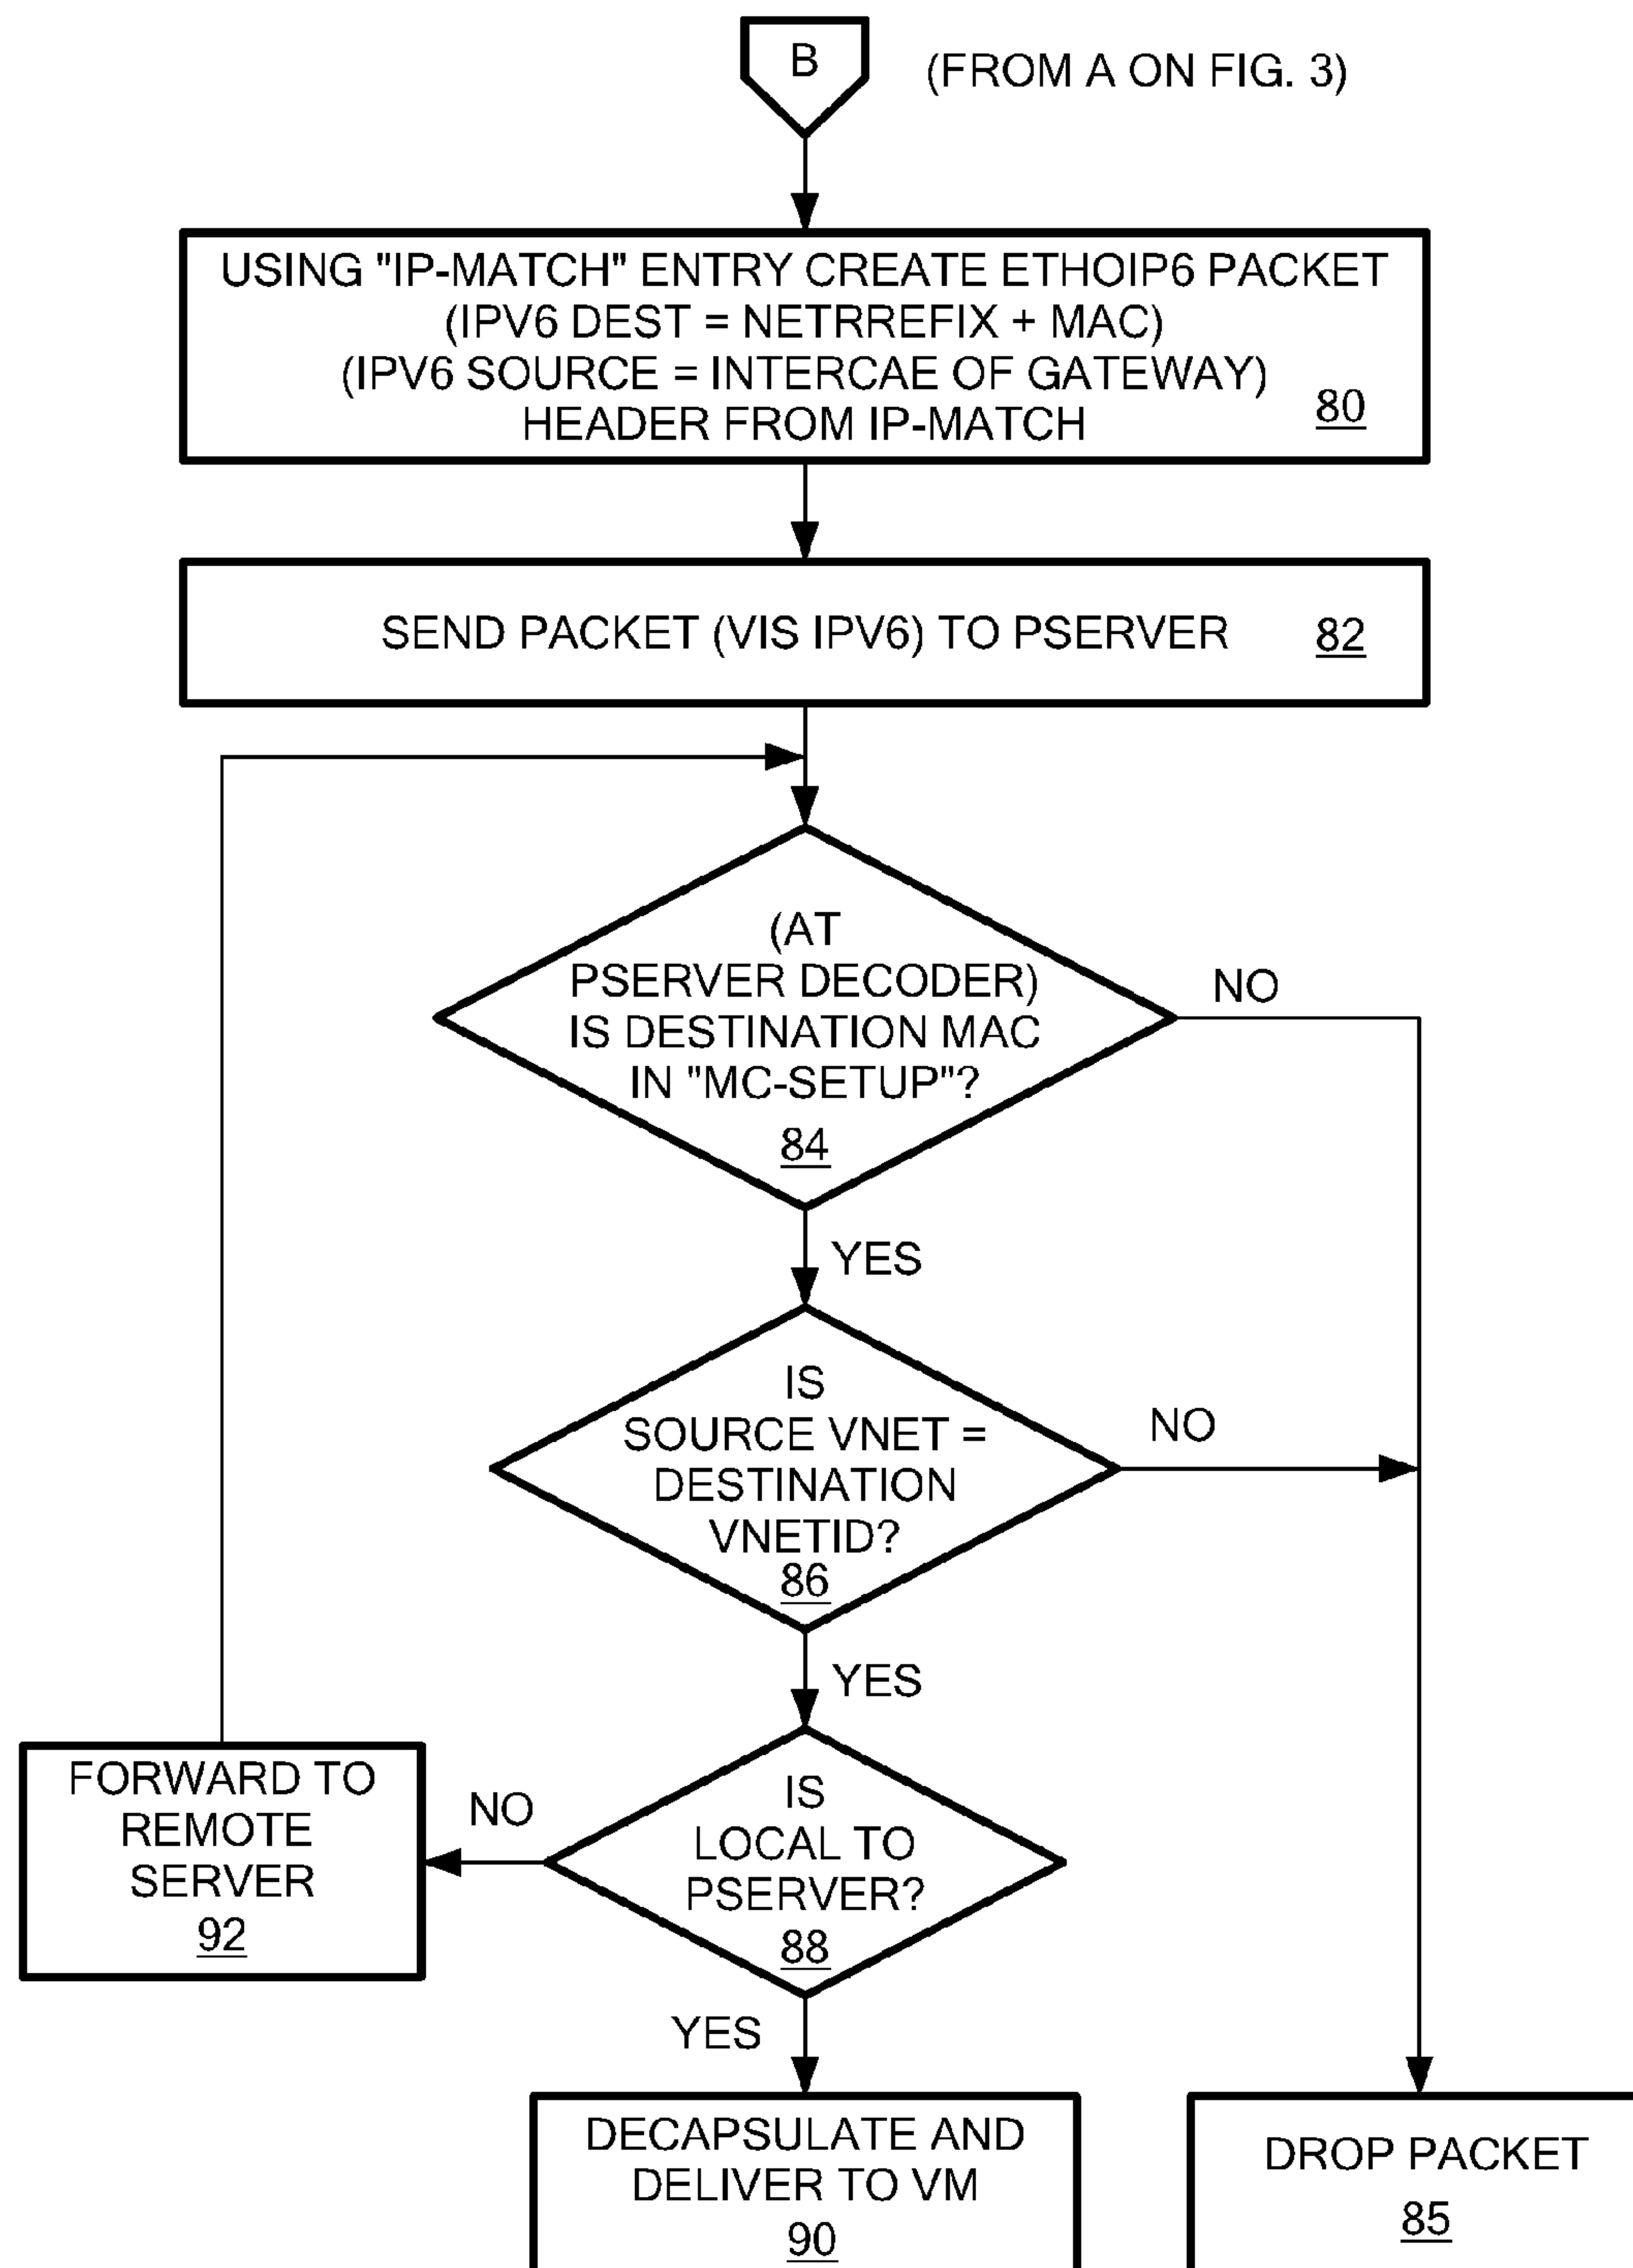 B
(FROM A ON FIG. 3)
USING "IP-MATCH" ENTRY CREATE ETHOIP6 PACKET
(IPV6 DEST = NETRREFIX + MAC)
(IPV6 SOURCE = INTERCAE OF GATEWAY)
HEADER FROM IP-MATCH
80
SEND PACKET (VIS IPV6) TO PSERVER
82
(AT
PSERVER DECODER)
IS DESTINATION MAC
IN "MC-SETUP"?
84
NO
YES
IS
SOURCE VNET =
DESTINATION
VNETID?
86
NO
YES
IS
LOCAL TO
PSERVER?
88
NO
FORWARD TO
REMOTE
SERVER
92
YES
DECAPSULATE AND
DELIVER TO VM
90
DROP PACKET
85